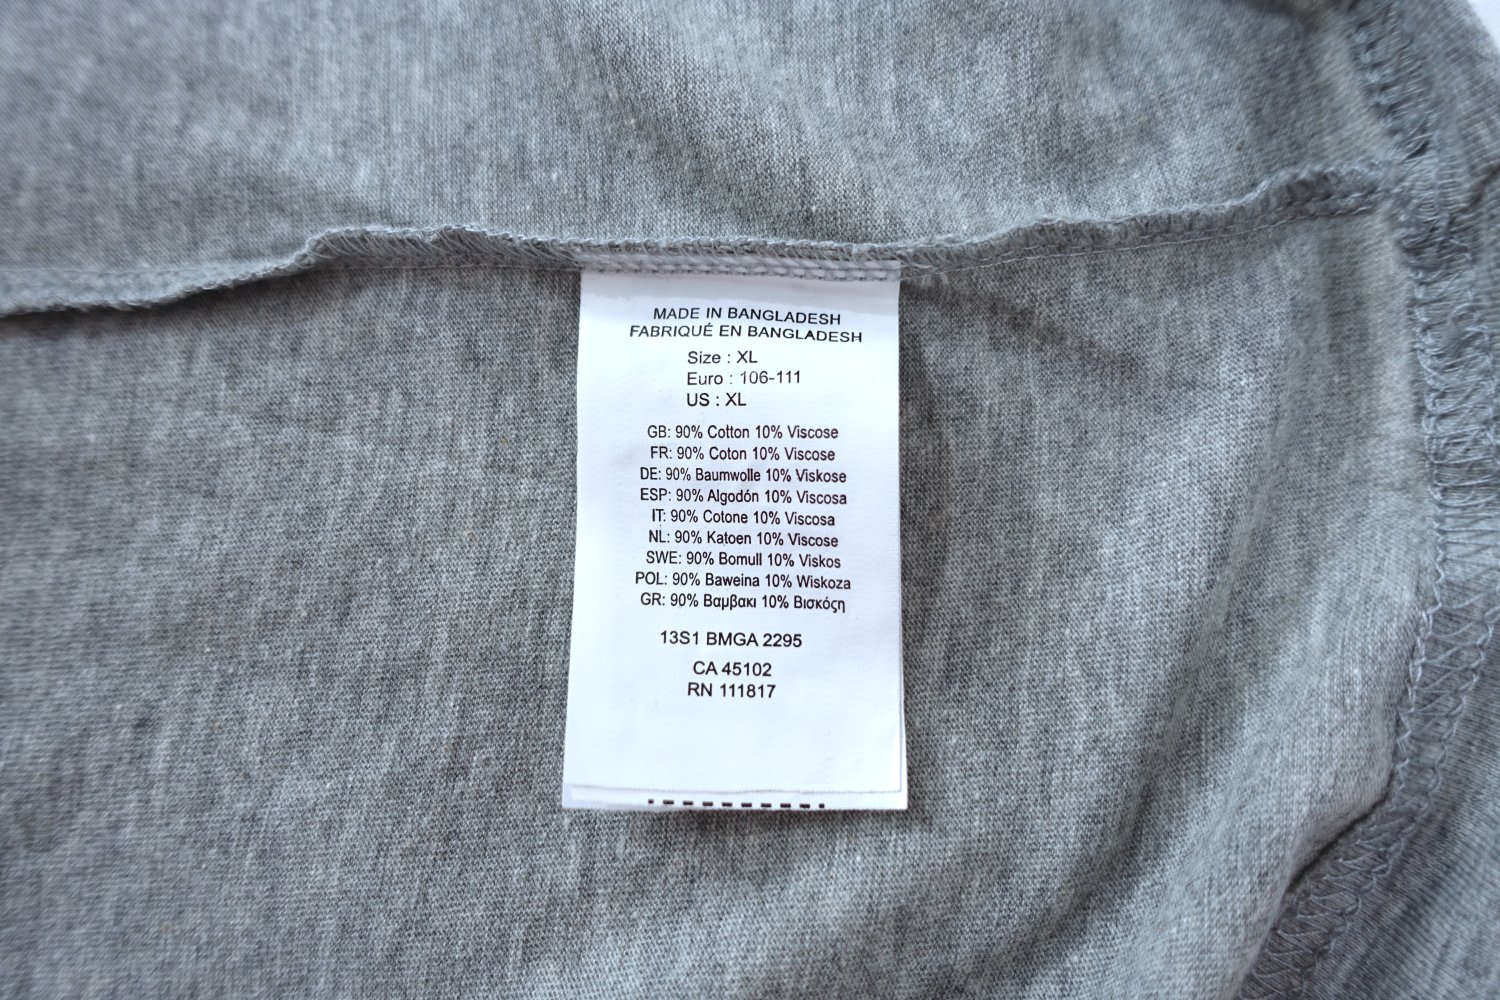 MADE IN BANGLADESH
FABRIQUÉ EN BANGLADESH
Size : XL
Euro : 106-111
US : XL
GB: 90% Cotton 10% Viscose
FR: 90% Coton 10% Viscose
DE: 90% Baumwolle 10% Viskose
ESP: 90% Algodón 10% Viscosa
IT: 90% Cotone 10% Viscosa
NL: 90% Katoen 10% Viscose
SWE: 90% Bomull 10% Viskos
POL: 90% Baweina 10% Wiskoza
GR: 90% Βαμβακι 10% Βισκόςη
13S1 BMGA 2295
CA 45102
RN 111817